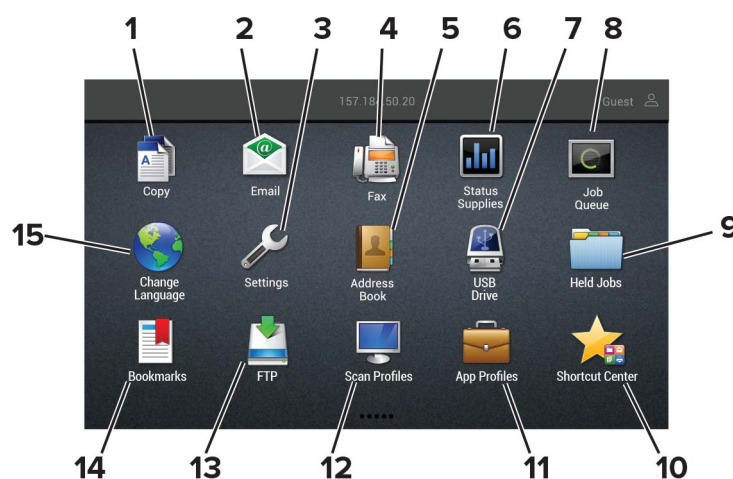 1 2 3 4 5 6 7 8
157.184.50.20 Guest
A
@
Copy Email Fax Status Supplies Job Queue
15 9
Change Language Settings Address Book USB Drive Held Jobs
Bookmarks FTP Scan Profiles App Profiles Shortcut Center
14 13 12 11 10